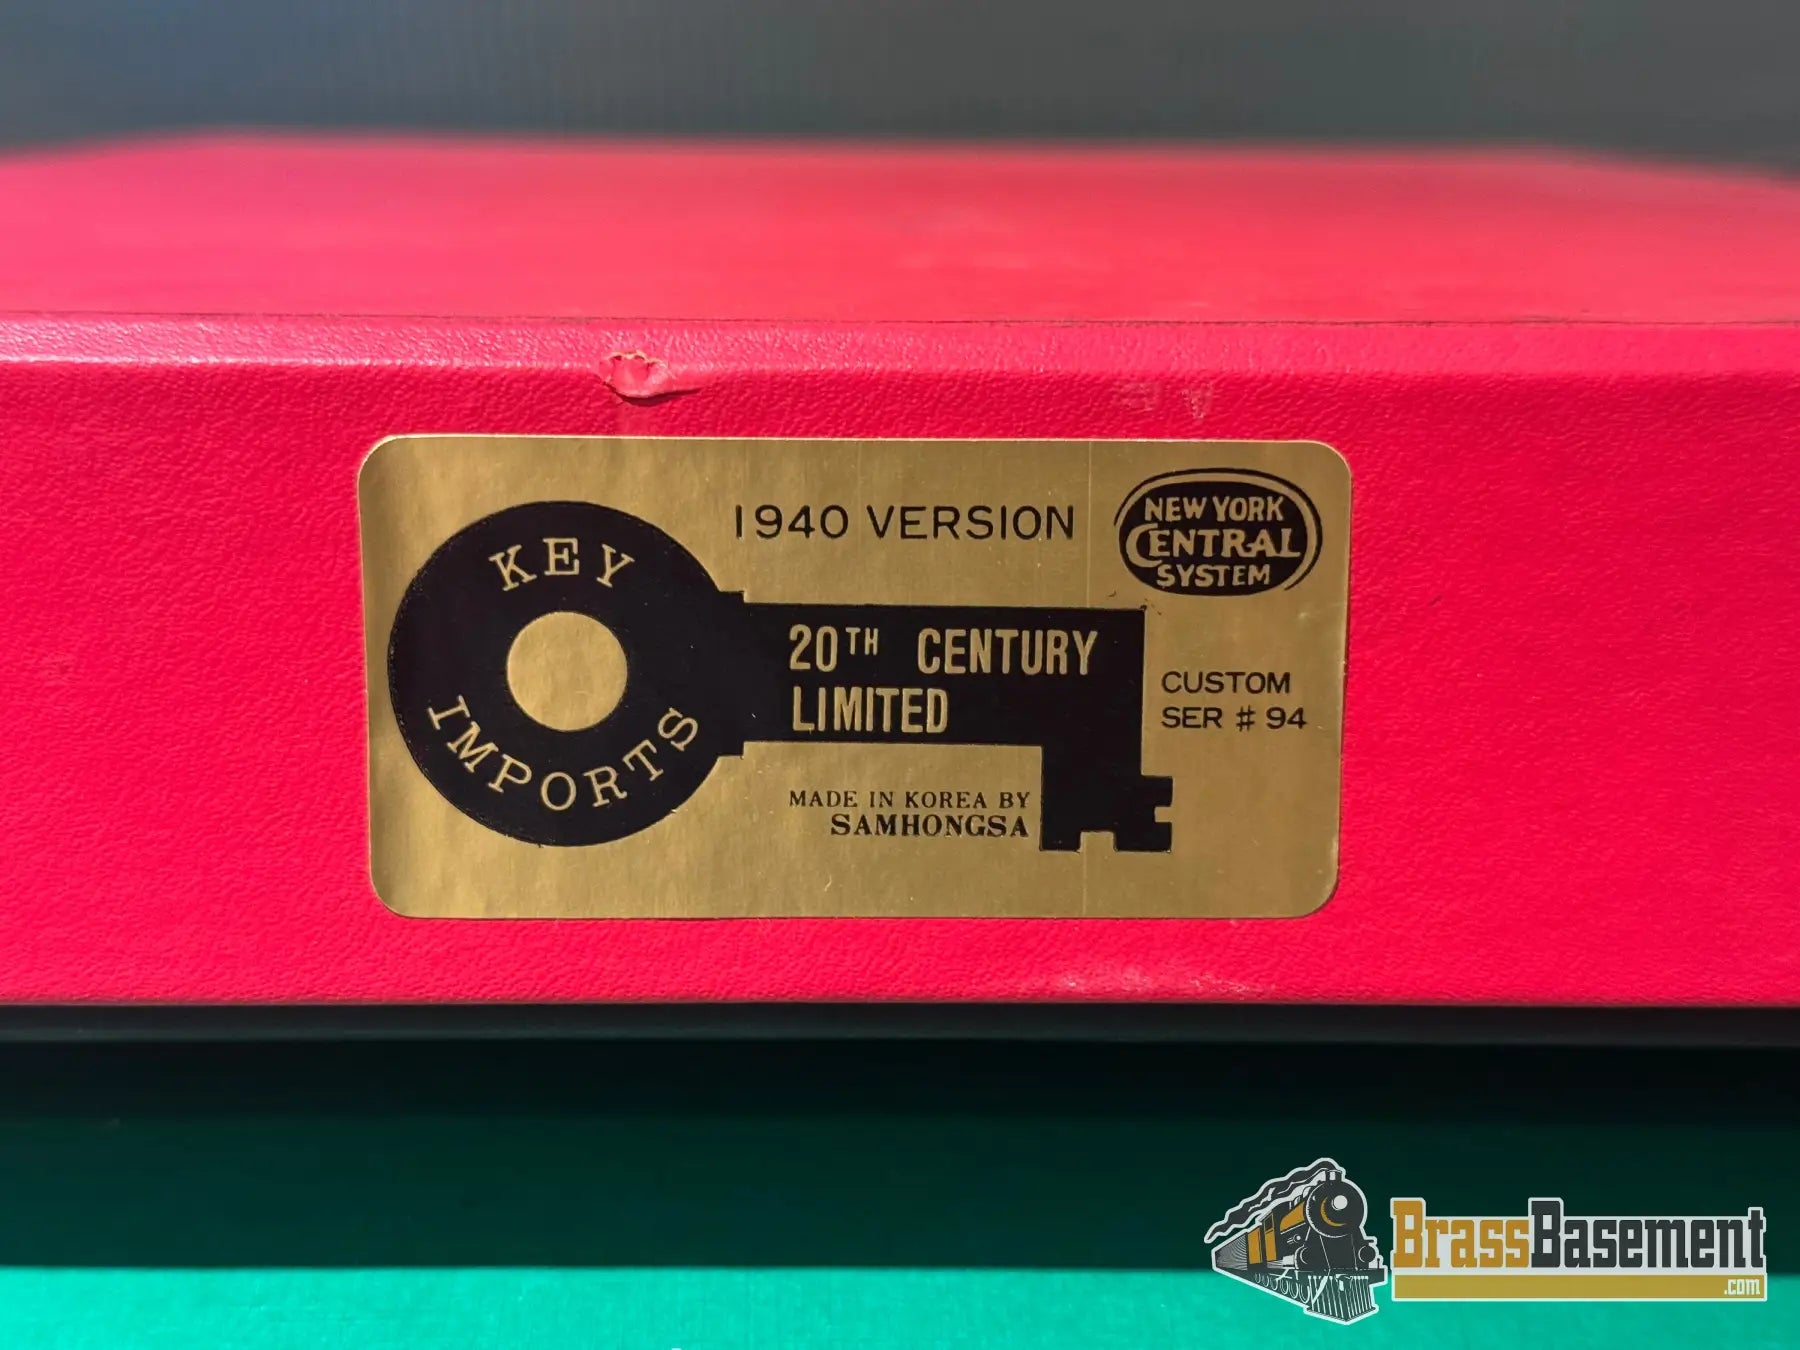 1940 VERSION
NEW YORK
CENTRAL
SYSTEM
KEY
IMPORTS
20TH CENTURY
LIMITED
CUSTOM
SER # 94
MADE IN KOREA BY
SAMHONGSA
BrassBasement
.com